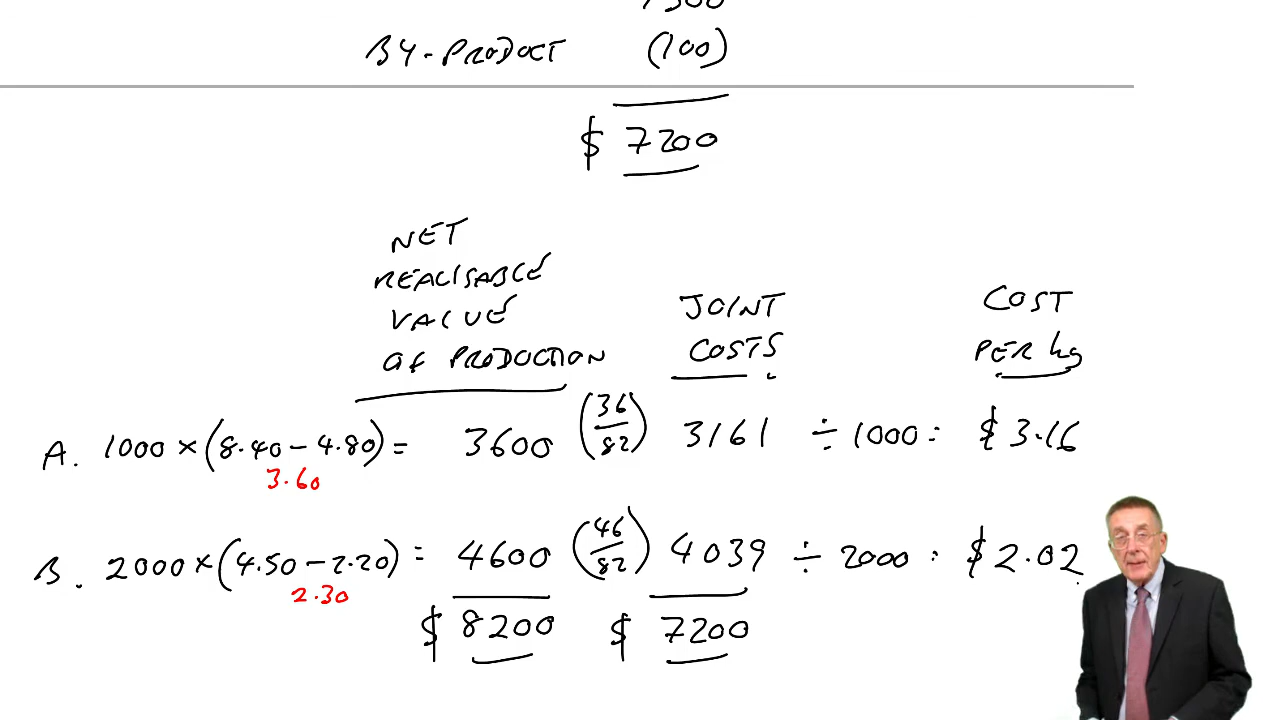 7300
BY-PRODUCT (100)
$ 7200
NET
REALISABLE
VALUE
OF PRODUCTION
JOINT
COSTS
COST
PER kg
A. 1000 × (8.40 - 4.80) = 3600 (36/82) 3161 ÷ 1000 = $ 3.16
3.60
B. 2000 × (4.50 - 2.20) = 4600 (46/82) 4039 ÷ 2000 = $ 2.02
2.30
$ 8200 $ 7200